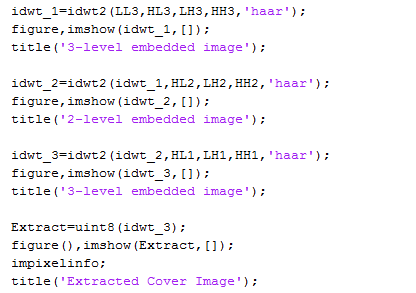 idwt_1=idwt2(LL3,HL3,LH3,HH3,'haar');
figure,imshow(idwt_1,[]);
title('3-level embedded image');
idwt_2=idwt2(idwt_1,HL2,LH2,HH2,'haar');
figure,imshow(idwt_2,[]);
title('2-level embedded image');
idwt_3=idwt2(idwt_2,HL1,LH1,HH1,'haar');
figure,imshow(idwt_3,[]);
title('3-level embedded image');
Extract=uint8(idwt_3);
figure(),imshow(Extract,[]);
impixelinfo;
title('Extracted Cover Image');